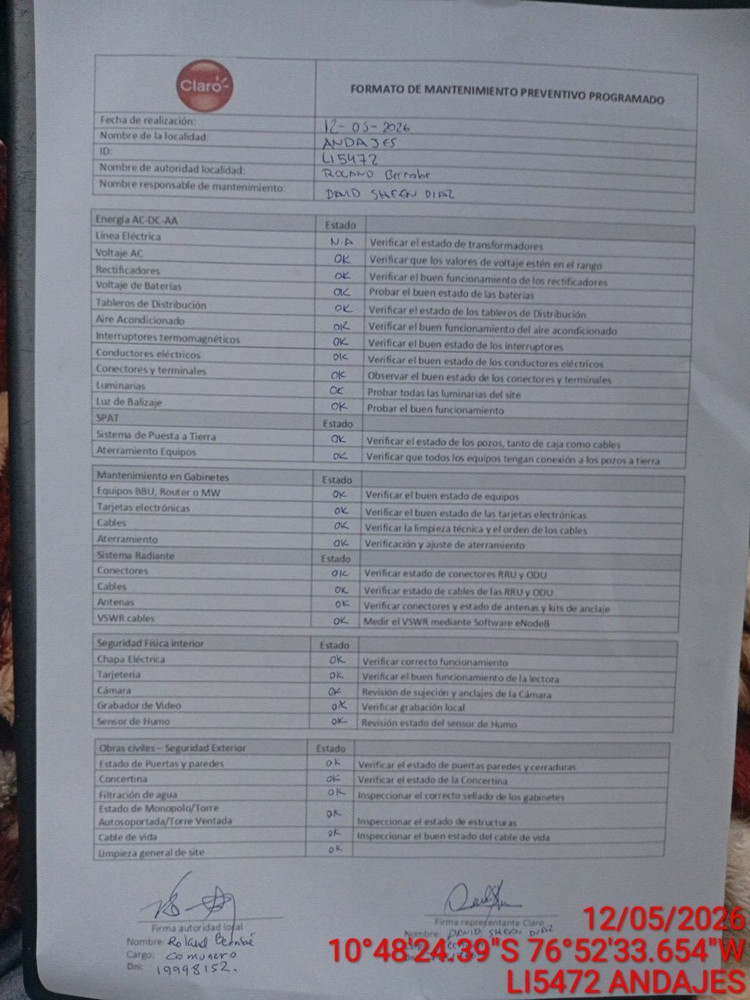 Claro
FORMATO DE MANTENIMIENTO PREVENTIVO PROGRAMADO
Fecha de realización: 12-05-2026
Nombre de la localidad: ANDAJES
ID: LI5472
Nombre de autoridad localidad: ROLAND Bernabe
Nombre responsable de mantenimiento: DAVID SHEEN DIAZ
Energía AC-DC-AA Estado
Línea Eléctrica N.A Verificar el estado de transformadores
Voltaje AC OK Verificar que los valores de voltaje estén en el rango
Rectificadores OK Verificar el buen funcionamiento de los rectificadores
Voltaje de Baterías OK Probar el buen estado de las baterías
Tableros de Distribución OK Verificar el estado de los tableros de Distribución
Aire Acondicionado OK Verificar el buen funcionamiento del aire acondicionado
Interruptores termomagnéticos OK Verificar el buen estado de los interruptores
Conductores eléctricos OK Verificar el buen estado de los conductores eléctricos
Conectores y terminales OK Observar el buen estado de los conectores y terminales
Luminarias OK Probar todas las luminarias del site
Luz de Balizaje OK Probar el buen funcionamiento
SPAT Estado
Sistema de Puesta a Tierra OK Verificar el estado de los pozos, tanto de caja como cables
Aterramiento Equipos OK Verificar que todos los equipos tengan conexión a los pozos a tierra
Mantenimiento en Gabinetes Estado
Equipos BBU, Router o MW OK Verificar el buen estado de equipos
Tarjetas electrónicas OK Verificar el buen estado de las tarjetas electrónicas
Cables OK Verificar la limpieza técnica y el orden de los cables
Aterramiento OK Verificación y ajuste de aterramiento
Sistema Radiante Estado
Conectores OK Verificar estado de conectores RRU y ODU
Cables OK Verificar estado de cables de las RRU y ODU
Antenas OK Verificar conectores y estado de antenas y kits de anclaje
VSWR cables OK Medir el VSWR mediante Software eNodeB
Seguridad Física interior Estado
Chapa Eléctrica OK Verificar correcto funcionamiento
Tarjetería OK Verificar el buen funcionamiento de la lectora
Cámara OK Revisión de sujeción y anclajes de la Cámara
Grabador de Video OK Verificar grabación local
Sensor de Humo OK Revisión estado del sensor de Humo
Obras civiles – Seguridad Exterior Estado
Estado de Puertas y paredes OK Verificar el estado de puertas paredes y cerraduras
Concertina OK Verificar el estado de la Concertina
Filtración de agua OK Inspeccionar el correcto sellado de los gabinetes
Estado de Monopolo/Torre
Autosoportada/Torre Ventada OK Inspeccionar el estado de estructuras
Cable de vida OK Inspeccionar el buen estado del cable de vida
Limpieza general de site OK
Firma autoridad local Firma representante Claro
Nombre: Roland Bernabé Nombre: DAVID SHEEN DIAZ
Cargo: Comunero
Dni: 19998152.
12/05/2026
10°48'24.39"S 76°52'33.654"W
LI5472 ANDAJES